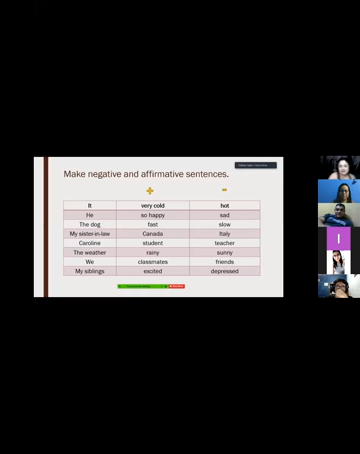 Make negative and affirmative sentences.
+ -
It very cold hot
He so happy sad
The dog fast slow
My sister-in-law Canada Italy
Caroline student teacher
The weather rainy sunny
We classmates friends
My siblings excited depressed
I